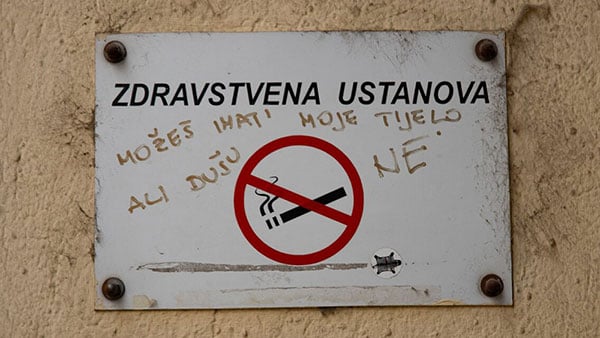 ZDRAVSTVENA USTANOVA
MOŽEŠ IMATI MOJE TIJELO
ALI DUŠU NE!